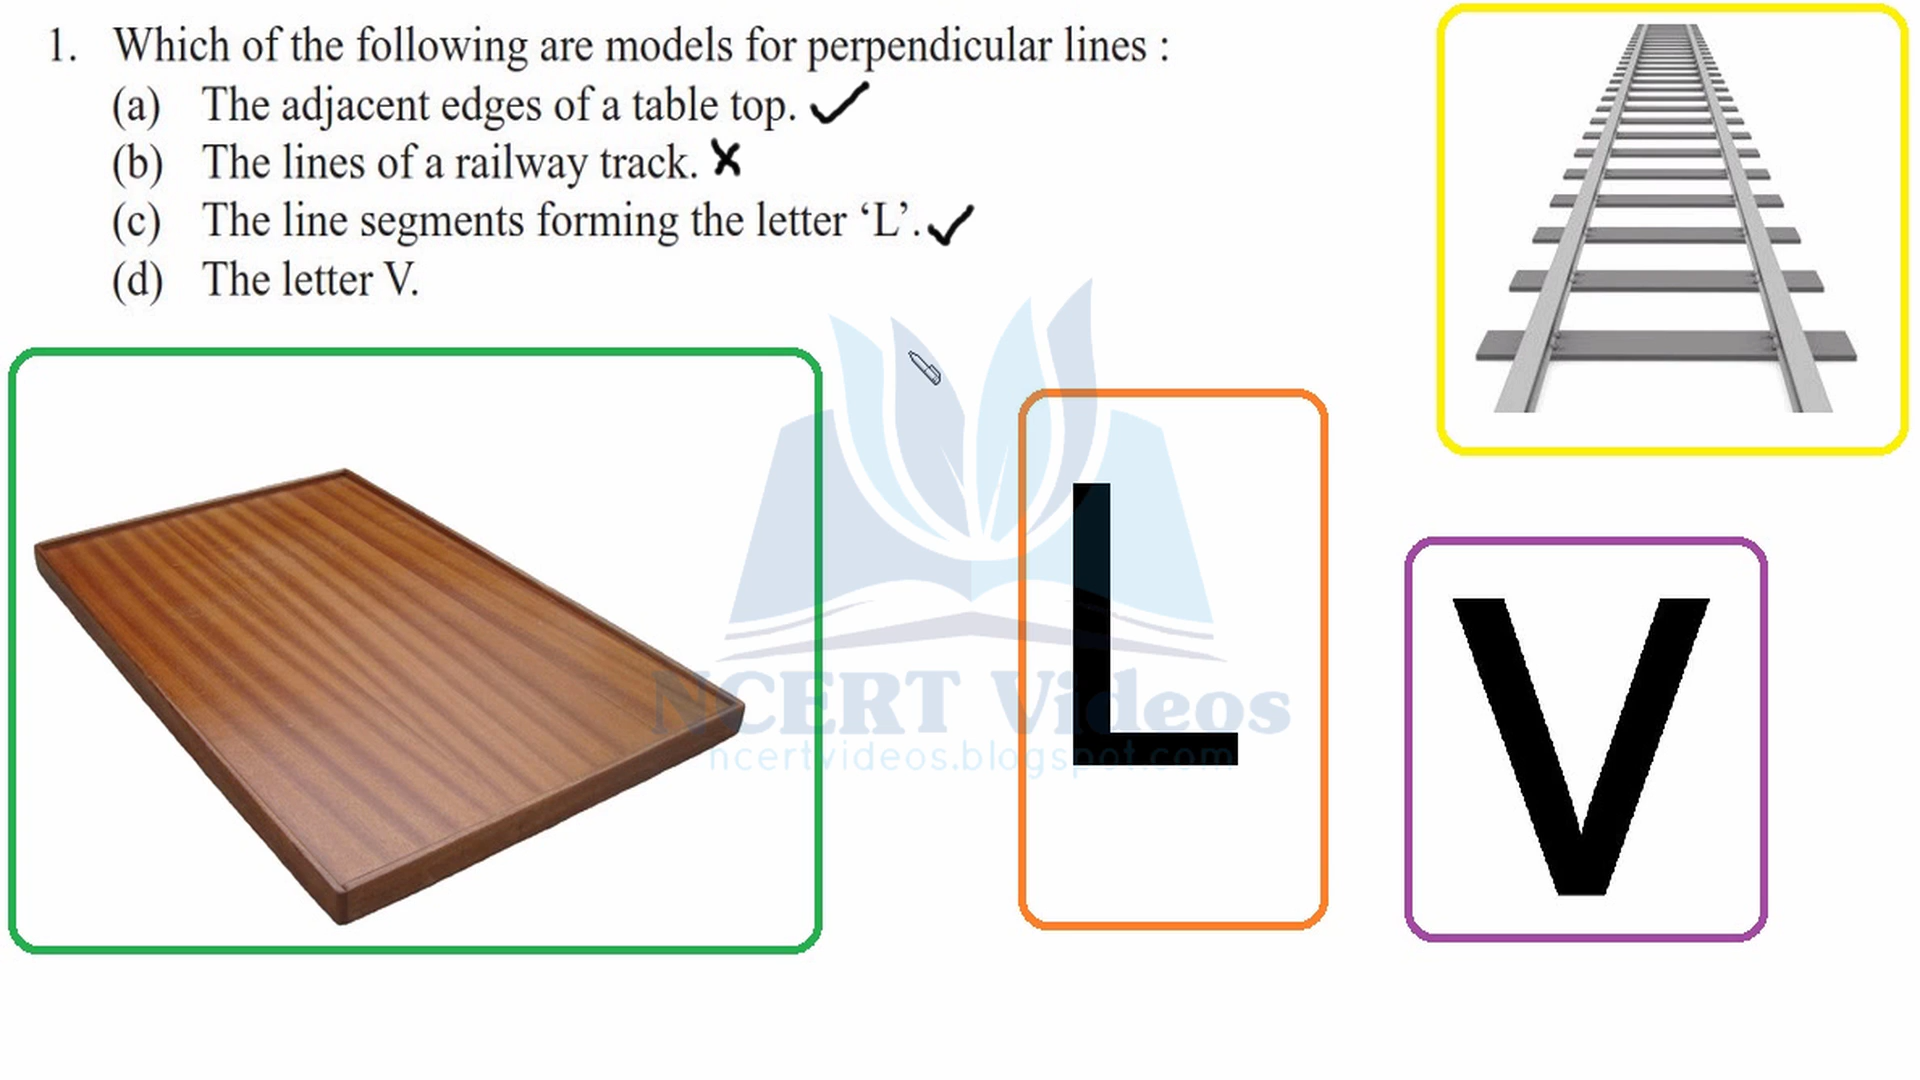 1. Which of the following are models for perpendicular lines :
(a) The adjacent edges of a table top.
(b) The lines of a railway track.
(c) The line segments forming the letter ‘L’.
(d) The letter V.
NCERT Videos
ncertvideos.blogspot.com
L
V